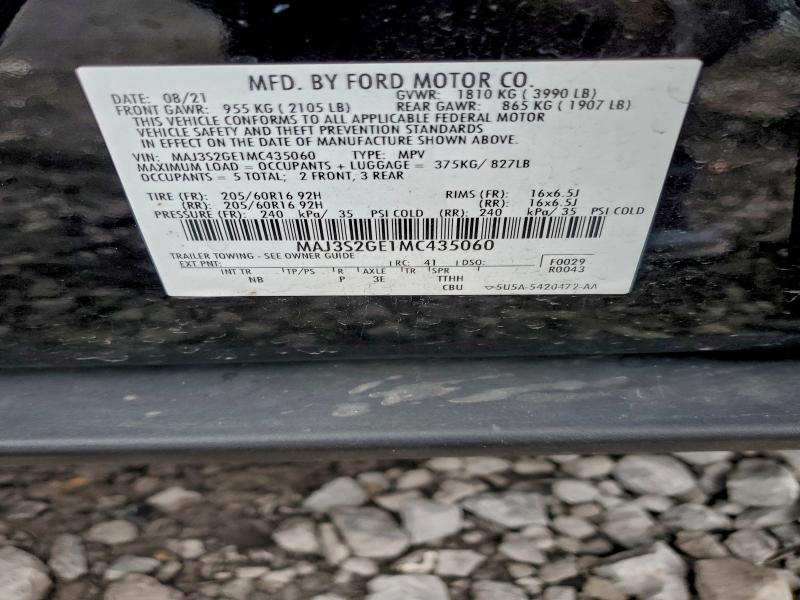 MFD. BY FORD MOTOR CO.
DATE: 08/21 GVWR: 1810 KG ( 3990 LB)
FRONT GAWR: 955 KG ( 2105 LB) REAR GAWR: 865 KG ( 1907 LB)
THIS VEHICLE CONFORMS TO ALL APPLICABLE FEDERAL MOTOR
VEHICLE SAFETY AND THEFT PREVENTION STANDARDS
IN EFFECT ON THE DATE OF MANUFACTURE SHOWN ABOVE.
VIN: MAJ3S2GE1MC435060 TYPE: MPV
MAXIMUM LOAD = OCCUPANTS + LUGGAGE = 375KG/ 827LB
OCCUPANTS = 5 TOTAL; 2 FRONT, 3 REAR
TIRE (FR): 205/60R16 92H RIMS (FR): 16x6.5J
(RR): 205/60R16 92H (RR): 16x6.5J
PRESSURE (FR): 240 kPa/ 35 PSI COLD (RR): 240 kPa/ 35 PSI COLD
MAJ3S2GE1MC435060
TRAILER TOWING - SEE OWNER GUIDE
EXT PNT: RC: 41 DSO: F0029
R0043
INT TR TP/PS R AXLE TR SPR
NB P 3E TTHH
CBU 5U5A-5420472-AA